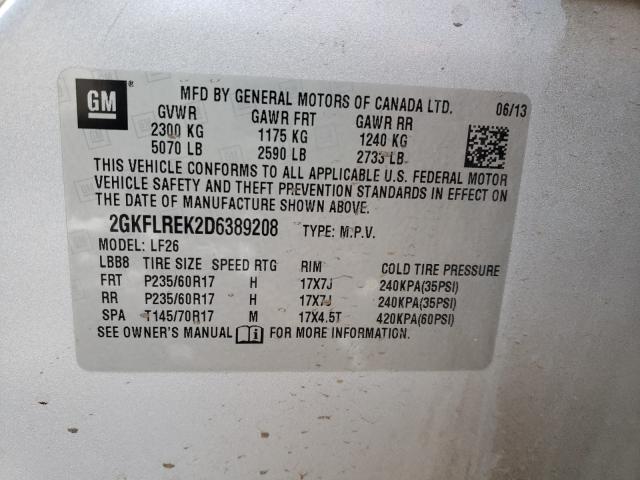 GM ®
MFD BY GENERAL MOTORS OF CANADA LTD. 06/13
GVWR GAWR FRT GAWR RR
2300 KG 1175 KG 1240 KG
5070 LB 2590 LB 2733 LB
THIS VEHICLE CONFORMS TO ALL APPLICABLE U.S. FEDERAL MOTOR
VEHICLE SAFETY AND THEFT PREVENTION STANDARDS IN EFFECT ON
THE DATE OF MANUFACTURE SHOWN ABOVE.
2GKFLREK2D6389208 TYPE: M.P.V.
MODEL: LF26
LBB8 TIRE SIZE SPEED RTG RIM COLD TIRE PRESSURE
FRT P235/60R17 H 17X7J 240KPA(35PSI)
RR P235/60R17 H 17X7J 240KPA(35PSI)
SPA T145/70R17 M 17X4.5T 420KPA(60PSI)
SEE OWNER'S MANUAL FOR MORE INFORMATION.